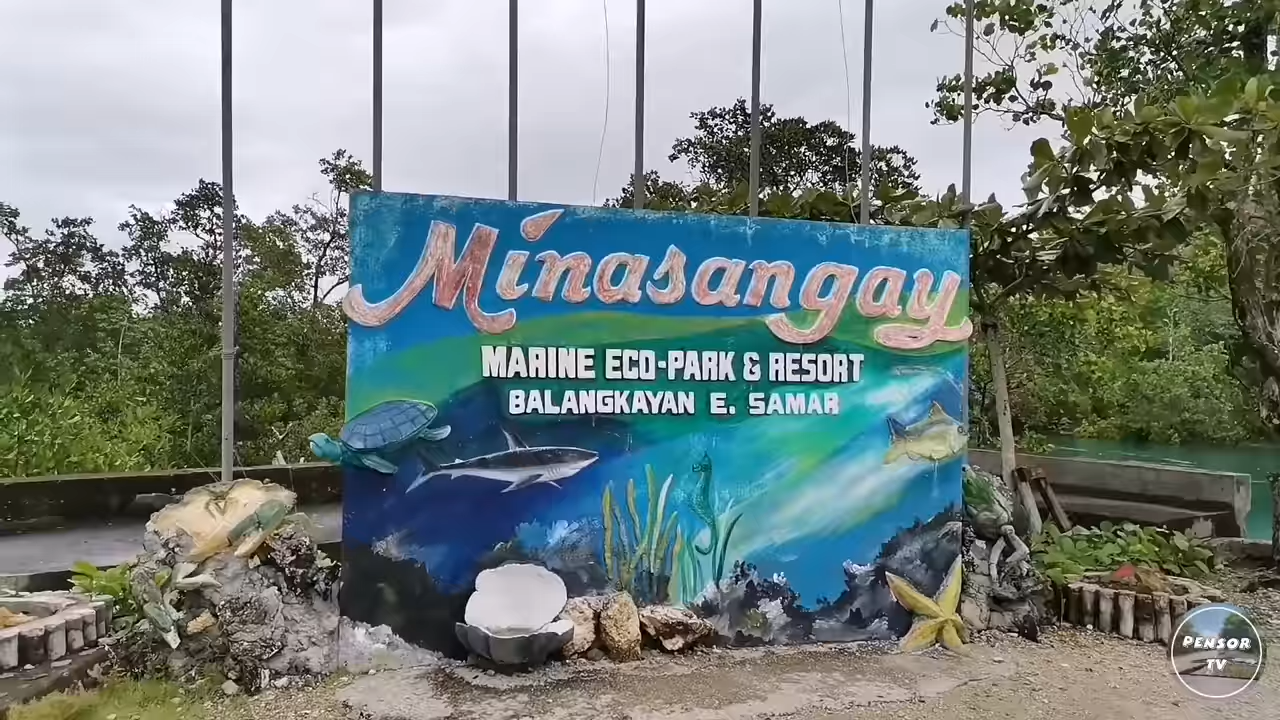 Minasangay
MARINE ECO-PARK & RESORT
BALANGKAYAN E. SAMAR
PENSOR
TV